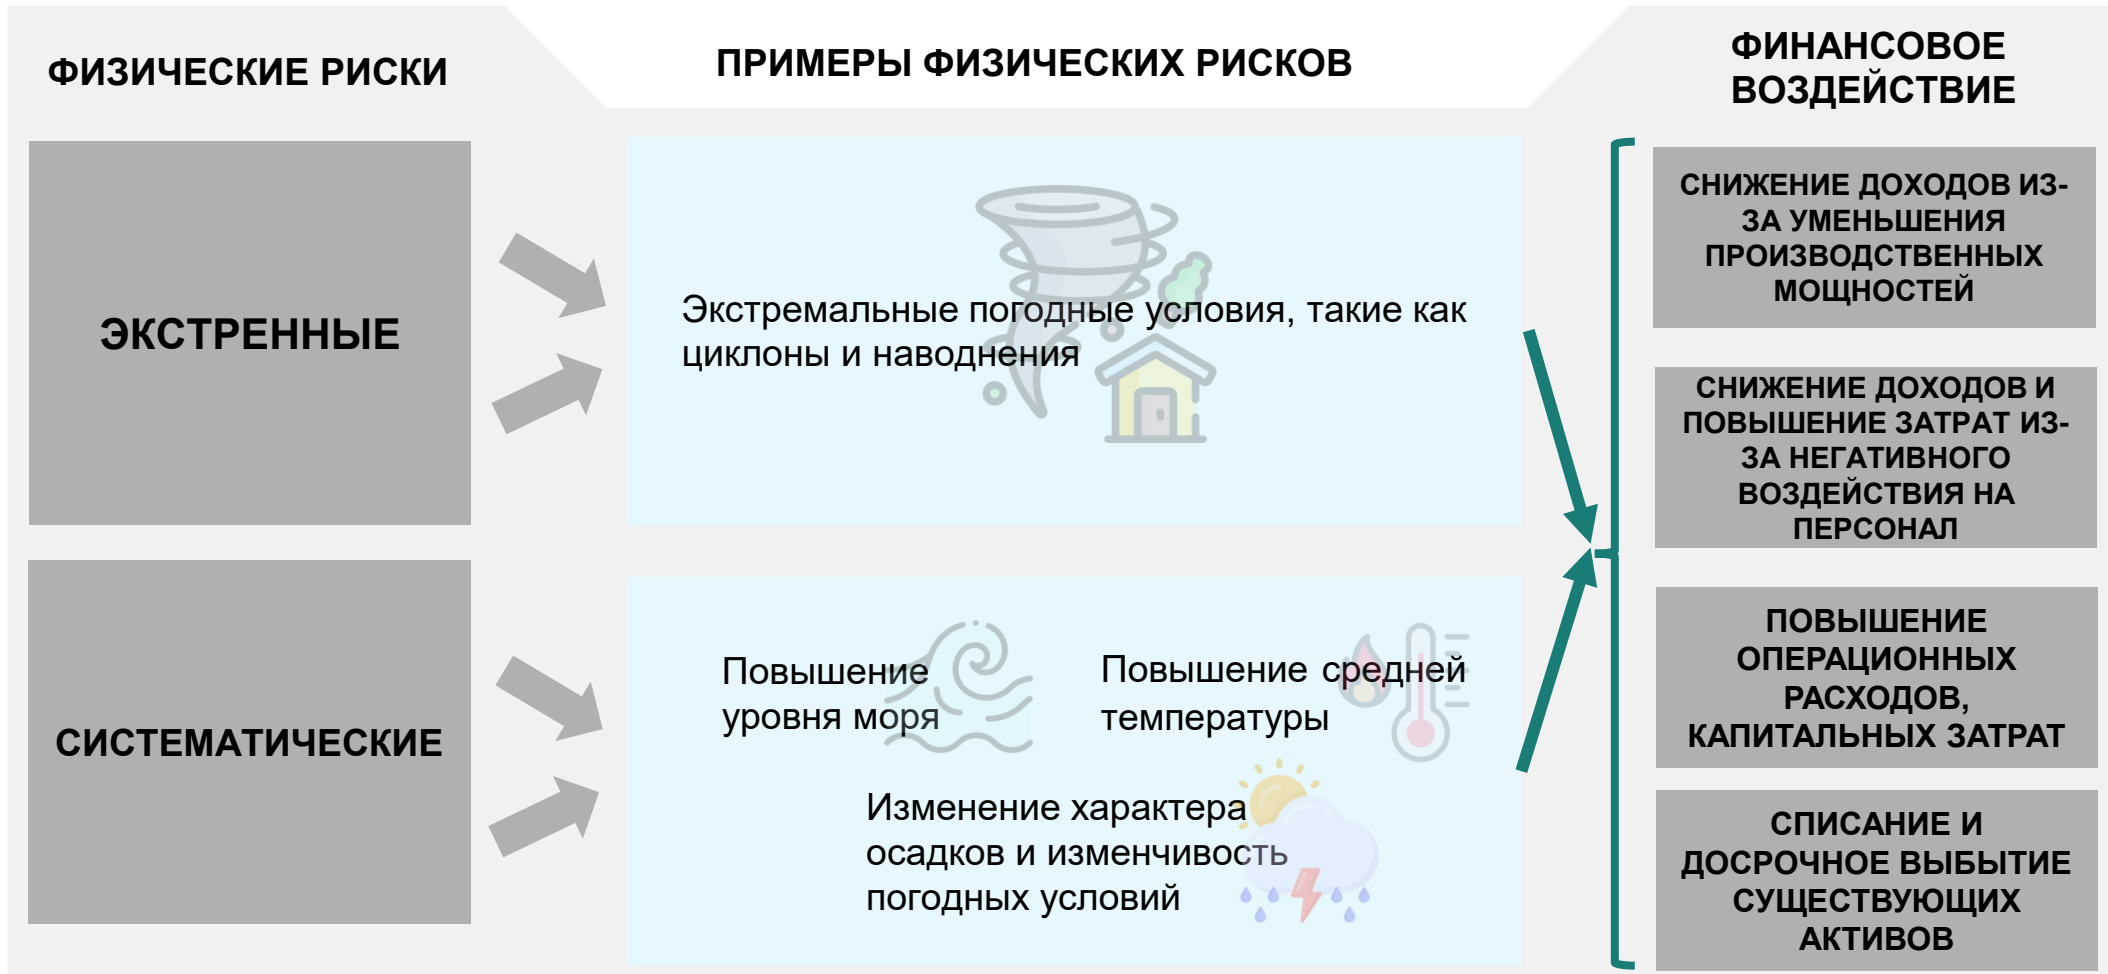 ФИЗИЧЕСКИЕ РИСКИ
ПРИМЕРЫ ФИЗИЧЕСКИХ РИСКОВ
ФИНАНСОВОЕ
ВОЗДЕЙСТВИЕ
ЭКСТРЕННЫЕ
Экстремальные погодные условия, такие как
циклоны и наводнения
СИСТЕМАТИЧЕСКИЕ
Повышение
уровня моря
Повышение средней
температуры
Изменение характера
осадков и изменчивость
погодных условий
СНИЖЕНИЕ ДОХОДОВ ИЗ-
ЗА УМЕНЬШЕНИЯ
ПРОИЗВОДСТВЕННЫХ
МОЩНОСТЕЙ
СНИЖЕНИЕ ДОХОДОВ И
ПОВЫШЕНИЕ ЗАТРАТ ИЗ-
ЗА НЕГАТИВНОГО
ВОЗДЕЙСТВИЯ НА
ПЕРСОНАЛ
ПОВЫШЕНИЕ
ОПЕРАЦИОННЫХ
РАСХОДОВ,
КАПИТАЛЬНЫХ ЗАТРАТ
СПИСАНИЕ И
ДОСРОЧНОЕ ВЫБЫТИЕ
СУЩЕСТВУЮЩИХ
АКТИВОВ